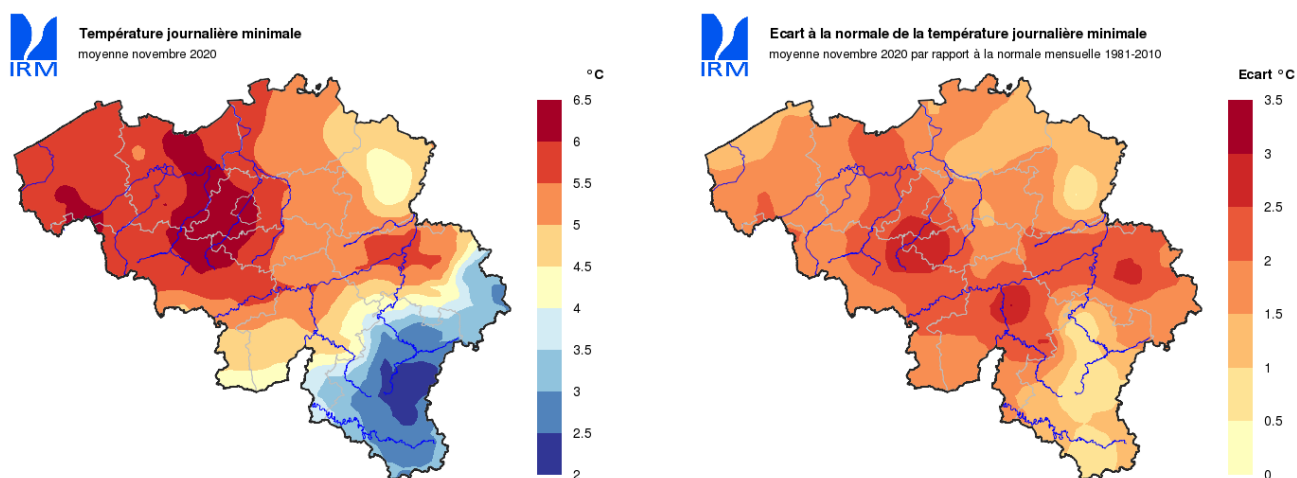 IRM
Température journalière minimale
moyenne novembre 2020
°C
6.5
6
5.5
5
4.5
4
3.5
3
2.5
2
IRM
Ecart à la normale de la température journalière minimale
moyenne novembre 2020 par rapport à la normale mensuelle 1981-2010
Ecart °C
3.5
3
2.5
2
1.5
1
0.5
0